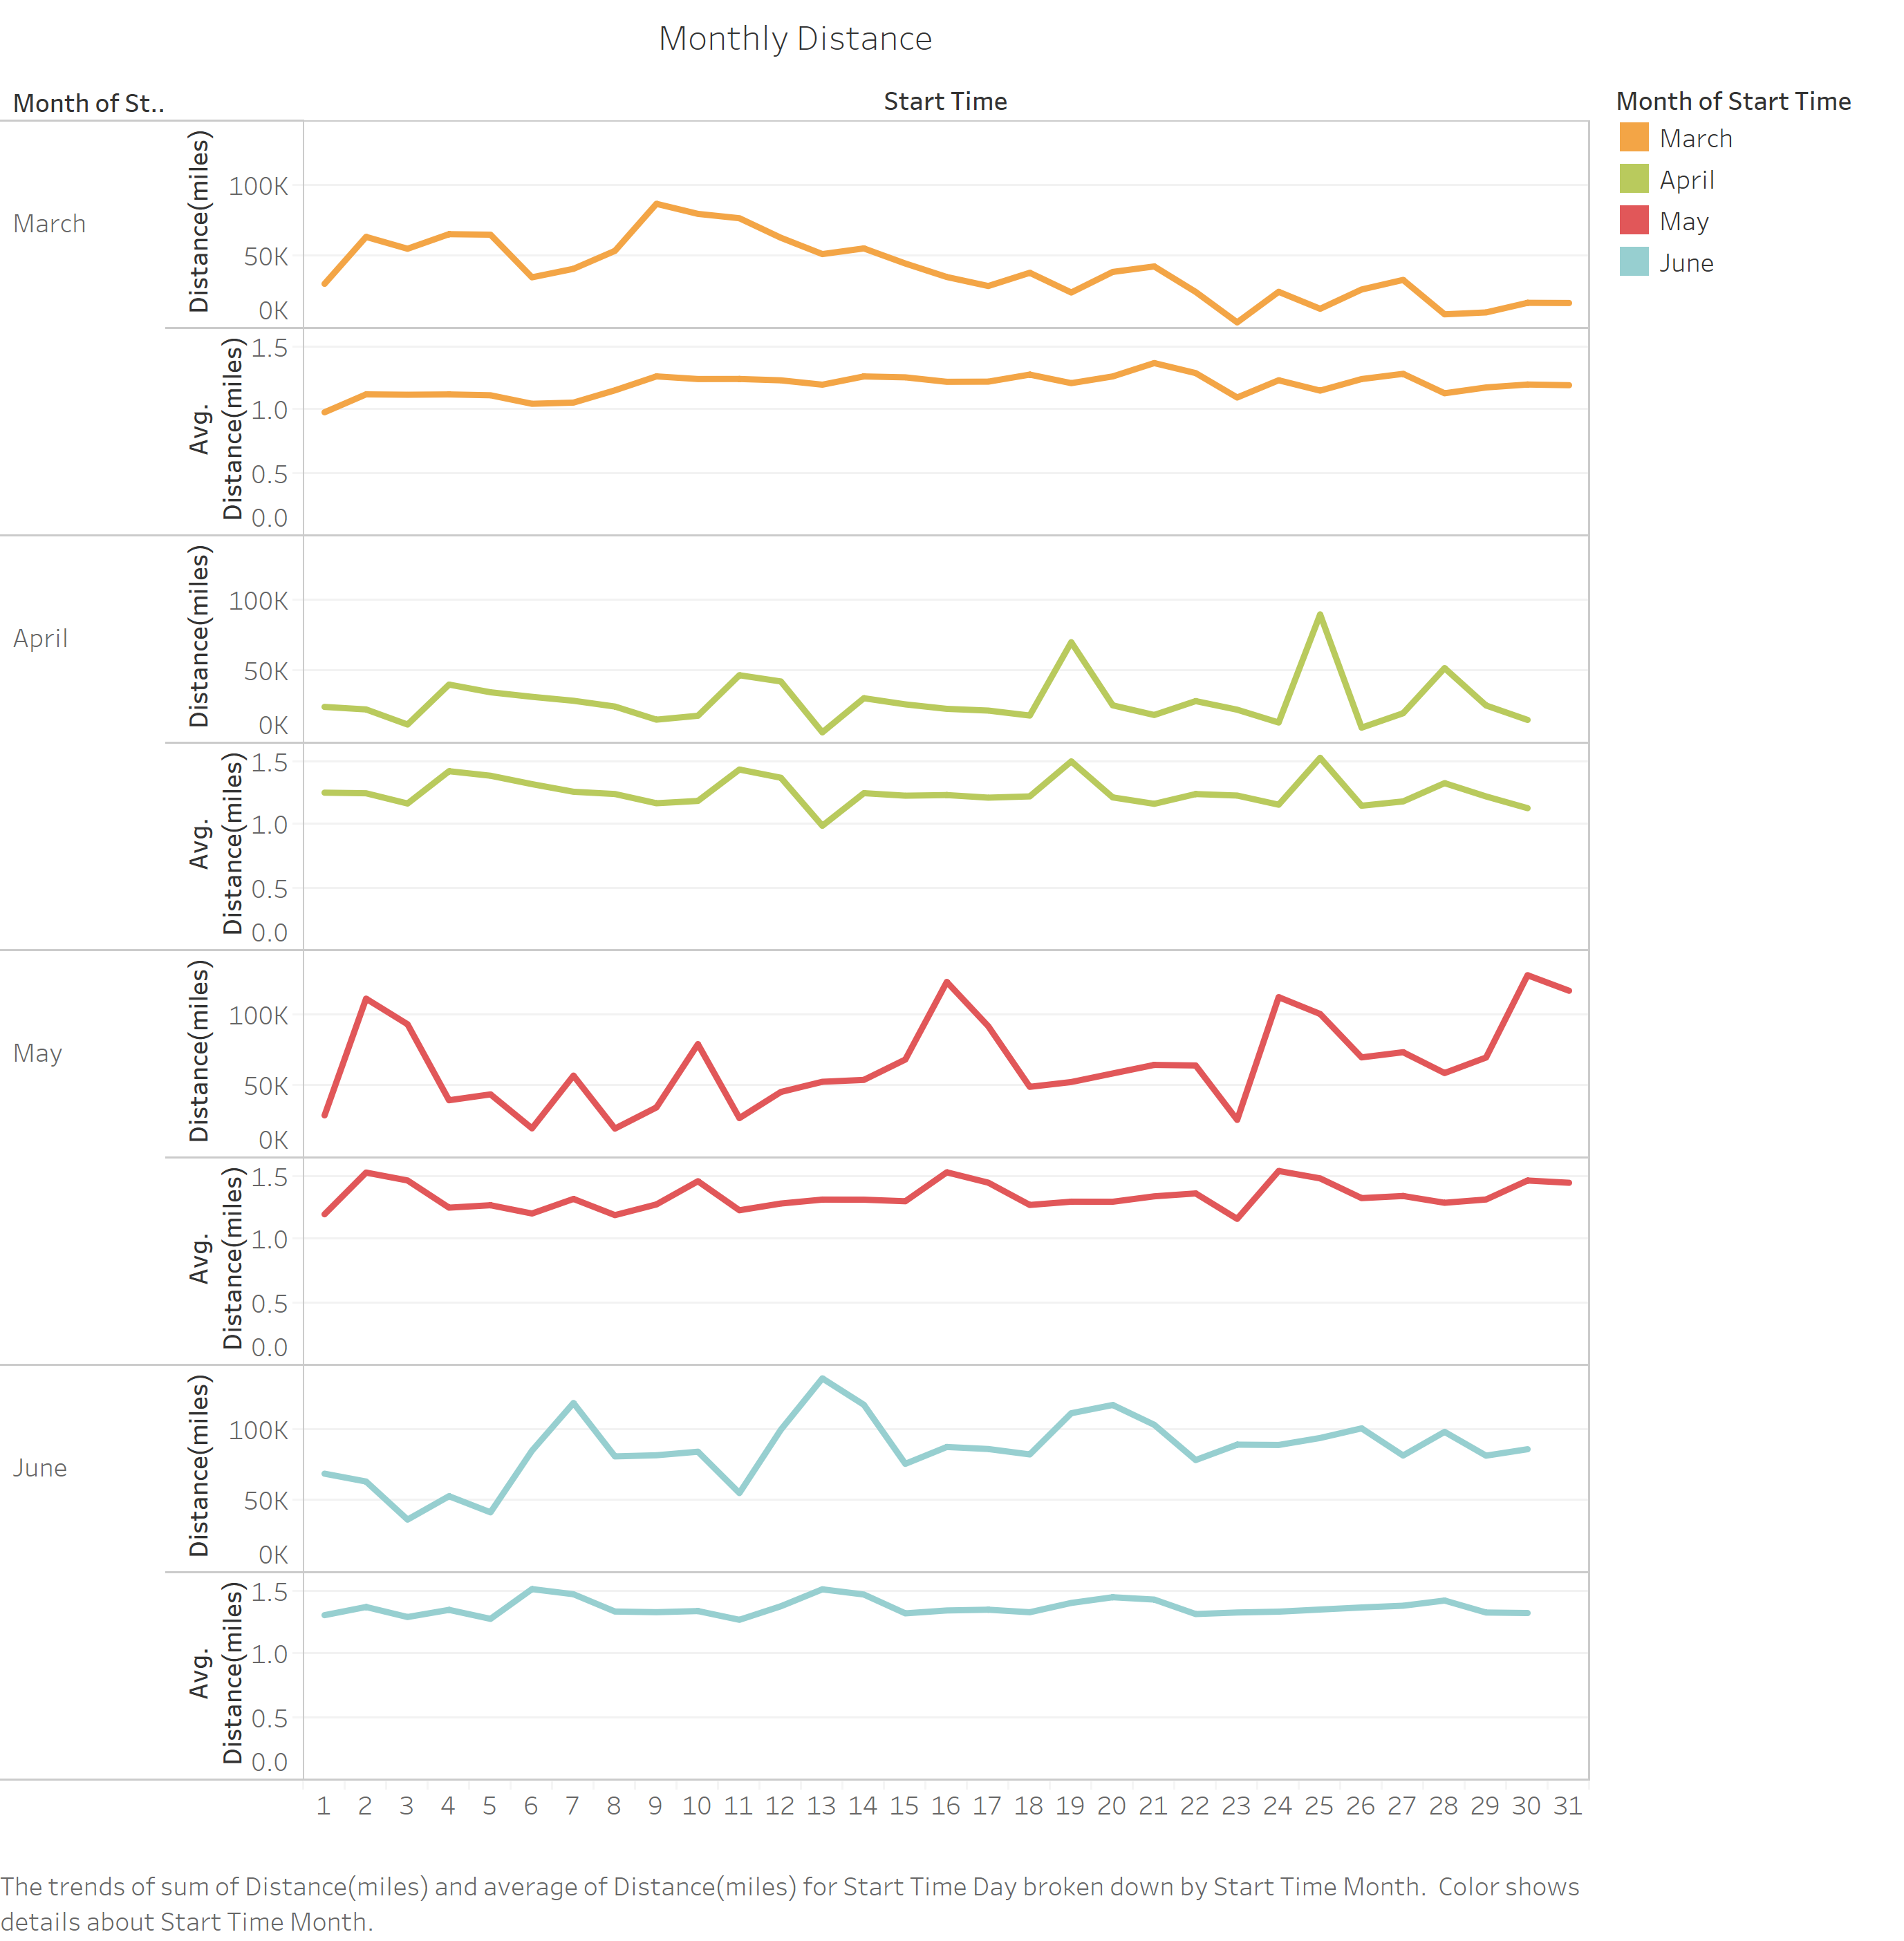 Monthly Distance
Month of St..
Start Time
Month of Start Time
March
April
May
June
March
Distance(miles)
100K
50K
0K
Avg.
Distance(miles)
1.5
1.0
0.5
0.0
April
Distance(miles)
100K
50K
0K
Avg.
Distance(miles)
1.5
1.0
0.5
0.0
May
Distance(miles)
100K
50K
0K
Avg.
Distance(miles)
1.5
1.0
0.5
0.0
June
Distance(miles)
100K
50K
0K
Avg.
Distance(miles)
1.5
1.0
0.5
0.0
1 2 3 4 5 6 7 8 9 10 11 12 13 14 15 16 17 18 19 20 21 22 23 24 25 26 27 28 29 30 31
The trends of sum of Distance(miles) and average of Distance(miles) for Start Time Day broken down by Start Time Month.  Color shows
details about Start Time Month.